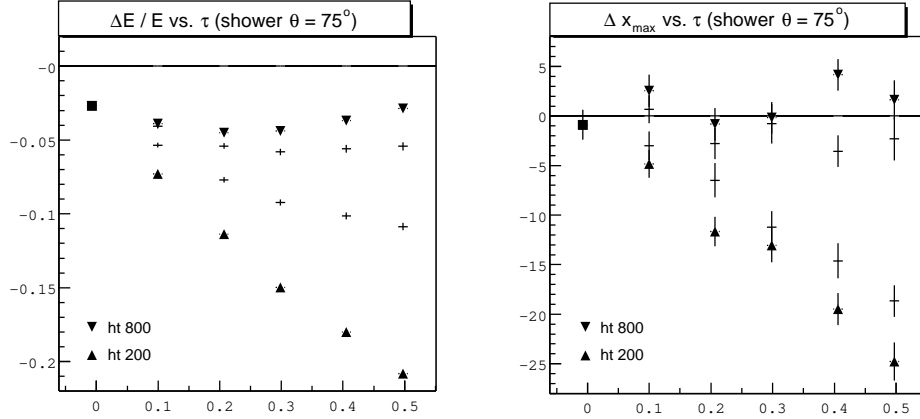 ΔE / E vs. τ (shower θ = 75°)
-0
-0.05
-0.1
-0.15
-0.2
ht 800
ht 200
0 0.1 0.2 0.3 0.4 0.5
Δ xmax vs. τ (shower θ = 75°)
5
0
-5
-10
-15
-20
-25
ht 800
ht 200
0 0.1 0.2 0.3 0.4 0.5